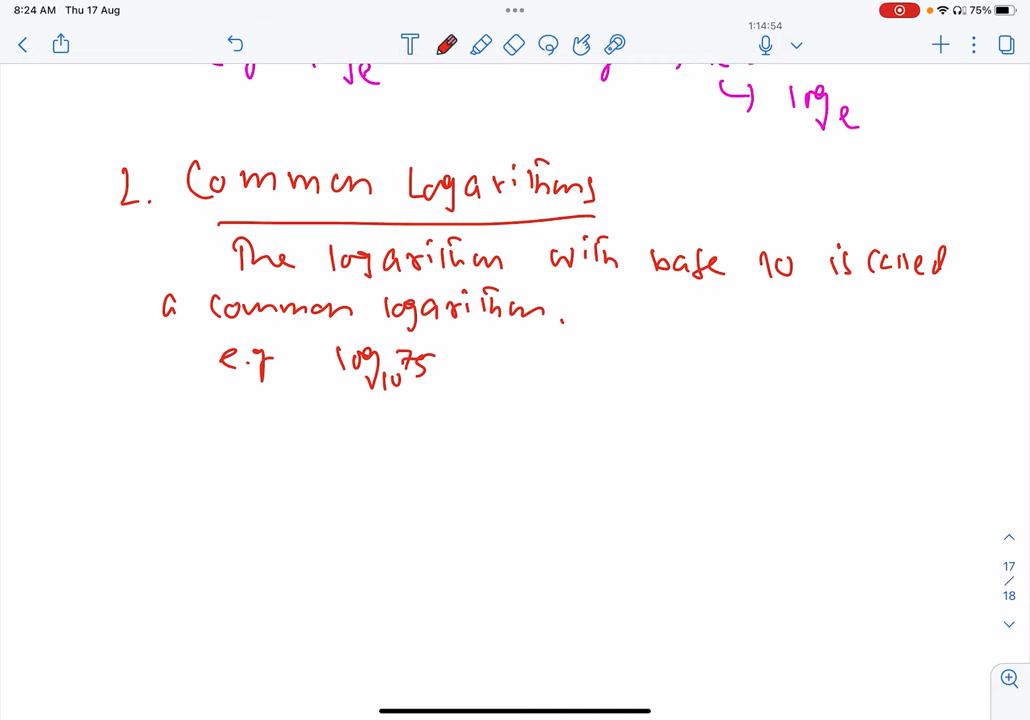 8:24 AM Thu 17 Aug
75%
1:14:54
log e
2. Common Logarithms
The logarithm with base 10 is called
a common logarithm.
e.g log₁₀75
17
/
18